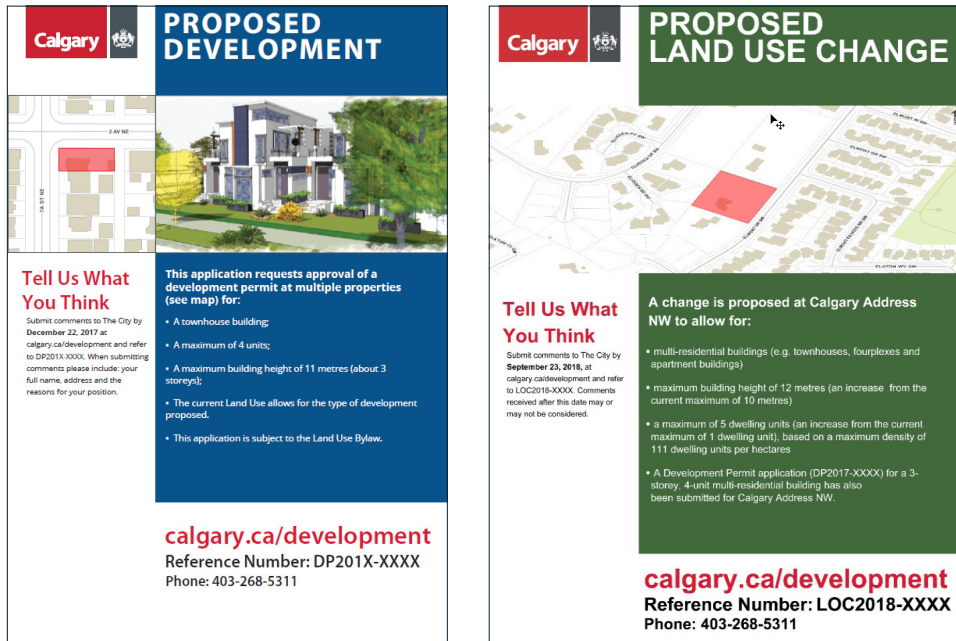 Calgary
PROPOSED
DEVELOPMENT
2 AV NE
7A ST NE
Tell Us What
You Think
Submit comments to The City by
December 22, 2017 at
calgary.ca/development and refer
to DP201X-XXXX. When submitting
comments please include: your
full name, address and the
reasons for your position.
This application requests approval of a
development permit at multiple properties
(see map) for:
• A townhouse building;
• A maximum of 4 units;
• A maximum building height of 11 metres (about 3
storeys);
• The current Land Use allows for the type of development
proposed.
• This application is subject to the Land Use Bylaw.
calgary.ca/development
Reference Number: DP201X-XXXX
Phone: 403-268-5311
Calgary
PROPOSED
LAND USE CHANGE
ELMONT DR SW
Tell Us What
You Think
Submit comments to The City by
September 23, 2018, at
calgary.ca/development and refer
to LOC2018-XXXX. Comments
received after this date may or
may not be considered.
A change is proposed at Calgary Address
NW to allow for:
▪ multi-residential buildings (e.g. townhouses, fourplexes and
apartment buildings)
▪ maximum building height of 12 metres (an increase from the
current maximum of 10 metres)
▪ a maximum of 5 dwelling units (an increase from the current
maximum of 1 dwelling unit), based on a maximum density of
111 dwelling units per hectares
▪ A Development Permit application (DP2017-XXXX) for a 3-
storey, 4-unit multi-residential building has also
been submitted for Calgary Address NW.
calgary.ca/development
Reference Number: LOC2018-XXXX
Phone: 403-268-5311